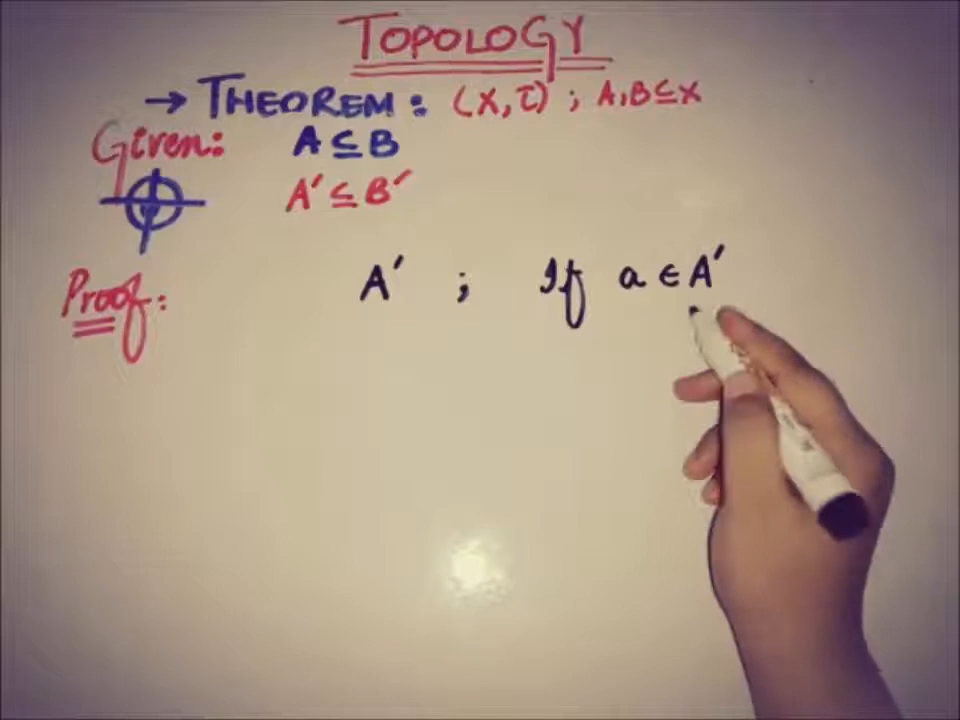 TOPOLOGY
→ THEOREM: (X,τ) ; A,B⊆X
Given: A⊆B
A′⊆B′
Proof: A′ ; If a∈A′